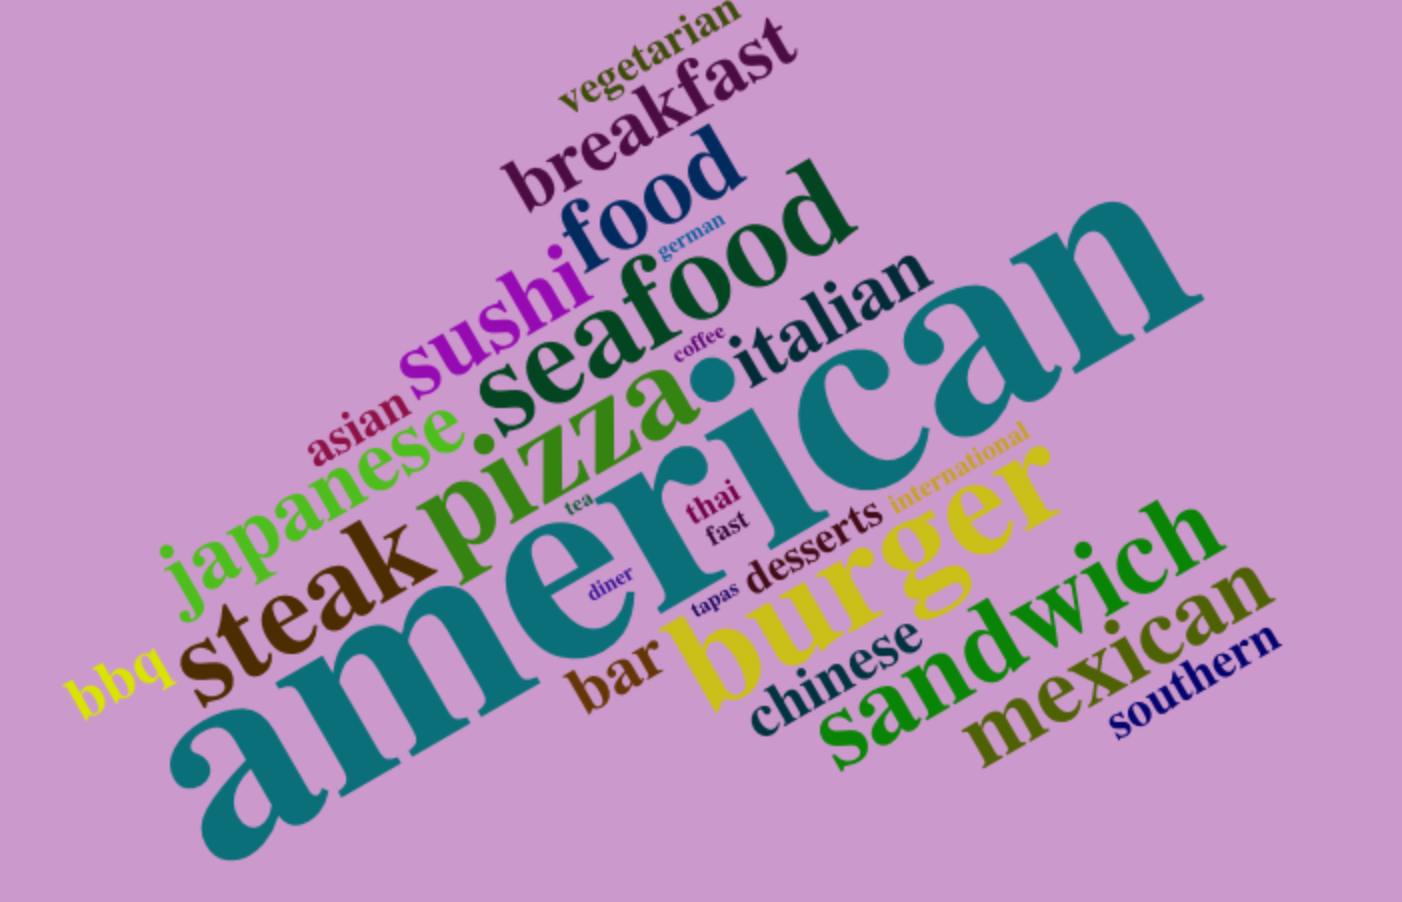 vegetarian
breakfast
food
german
sushi
seafood
italian
coffee
asian
japanese
pizza
american
steak
tea
thai
fast
international
desserts
burger
diner
tapas
bbq
bar
sandwich
chinese
mexican
southern